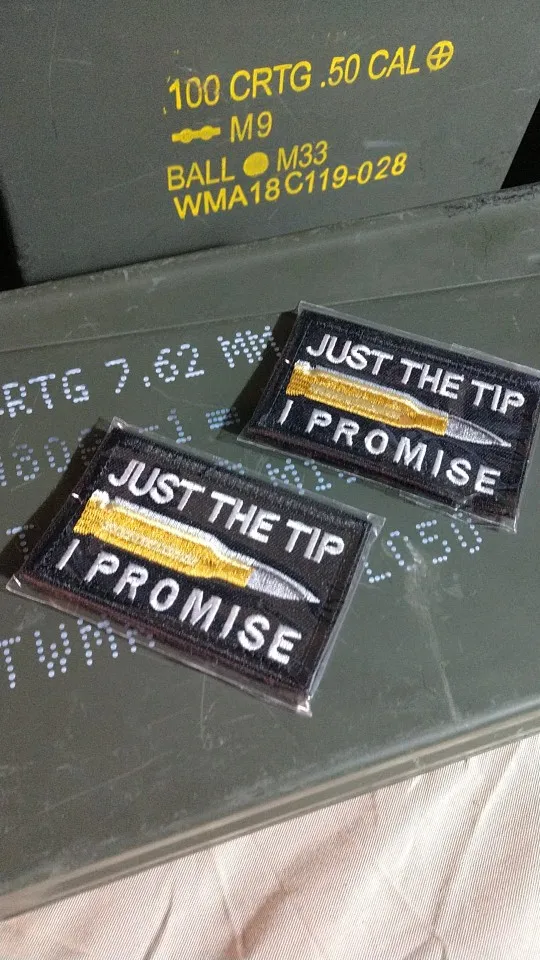 100 CRTG .50 CAL
M9
BALL M33
WMA18C119-028
CRTG 7.62 MM
JUST THE TIP
I PROMISE
JUST THE TIP
I PROMISE